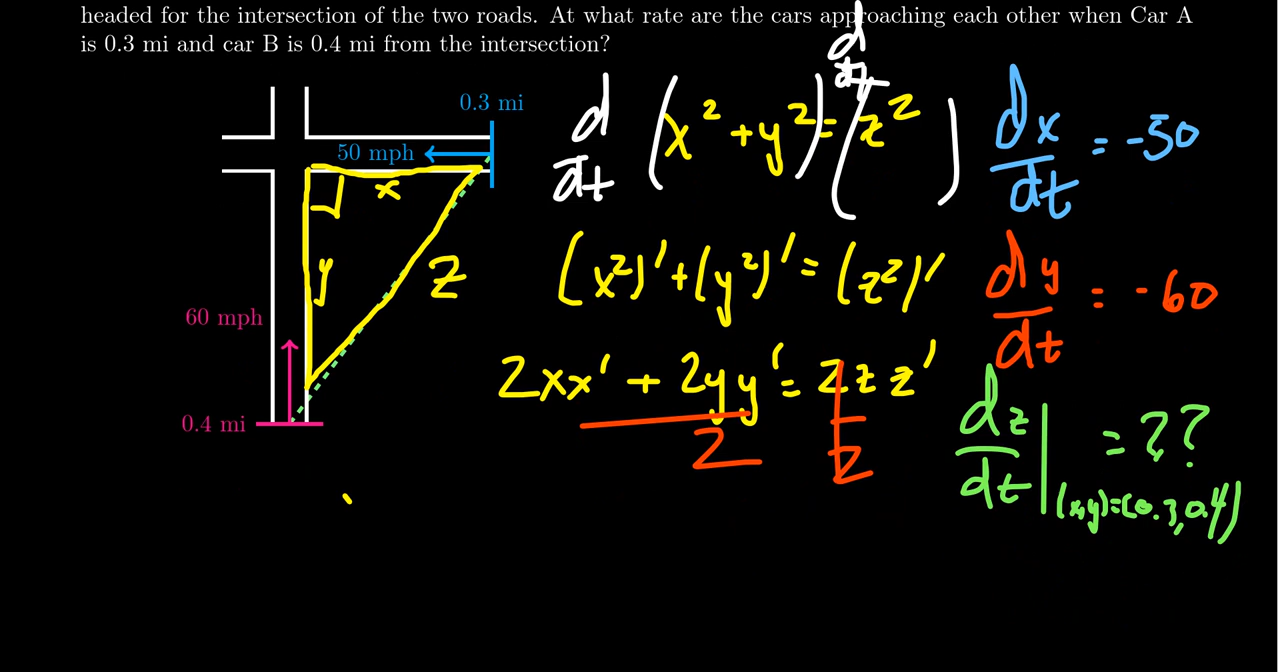 headed for the intersection of the two roads. At what rate are the cars approaching each other when Car A
is 0.3 mi and car B is 0.4 mi from the intersection?
0.3 mi
50 mph
x
y
z
60 mph
0.4 mi
d/dt (x² + y²) = d/dt (z²)
(x²)' + (y²)' = (z²)'
2xx' + 2yy' = 2zz'
2 2
dx/dt = -50
dy/dt = -60
dz/dt | (x,y)=(0.3,0.4) = ??